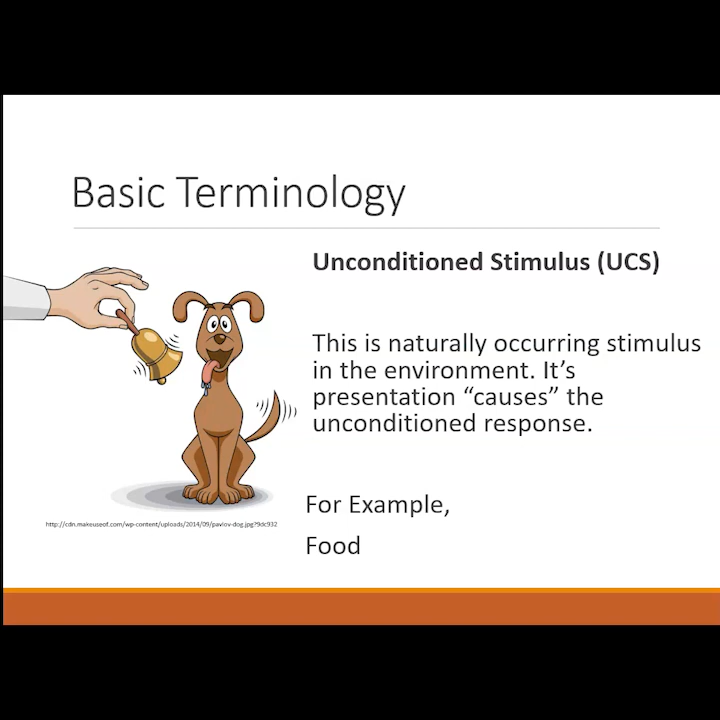 Basic Terminology
Unconditioned Stimulus (UCS)
This is naturally occurring stimulus
in the environment. It’s
presentation “causes” the
unconditioned response.
For Example,
http://cdn.makeuseof.com/wp-content/uploads/2014/09/pavlov-dog.jpg?9dc932
Food